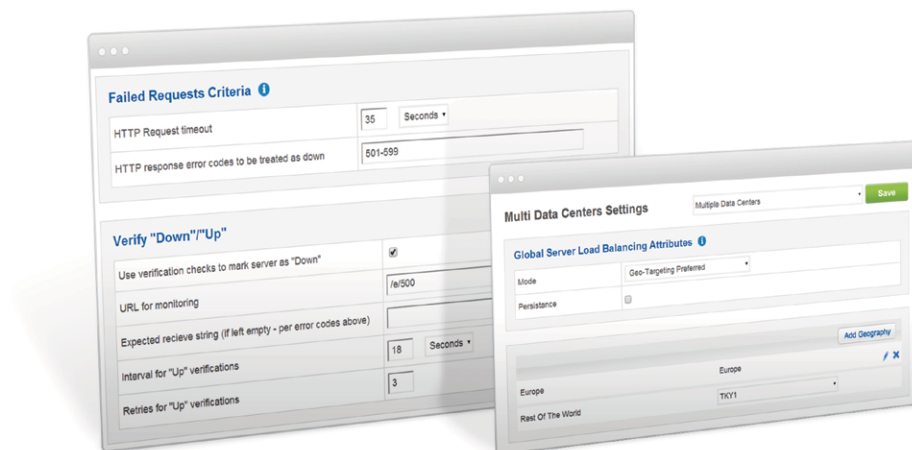 Failed Requests Criteria
HTTP Request timeout 35 Seconds
HTTP response error codes to be treated as down 501-599
Verify "Down"/"Up"
Use verification checks to mark server as "Down"
URL for monitoring /e/500
Expected recieve string (if left empty - per error codes above)
Interval for "Up" verifications 18 Seconds
Retries for "Up" verifications 3
Multi Data Centers Settings Multiple Data Centers Save
Global Server Load Balancing Attributes
Mode Geo-Targeting Preferred
Persistance
Add Geography
Europe Europe
Rest Of The World TKY1